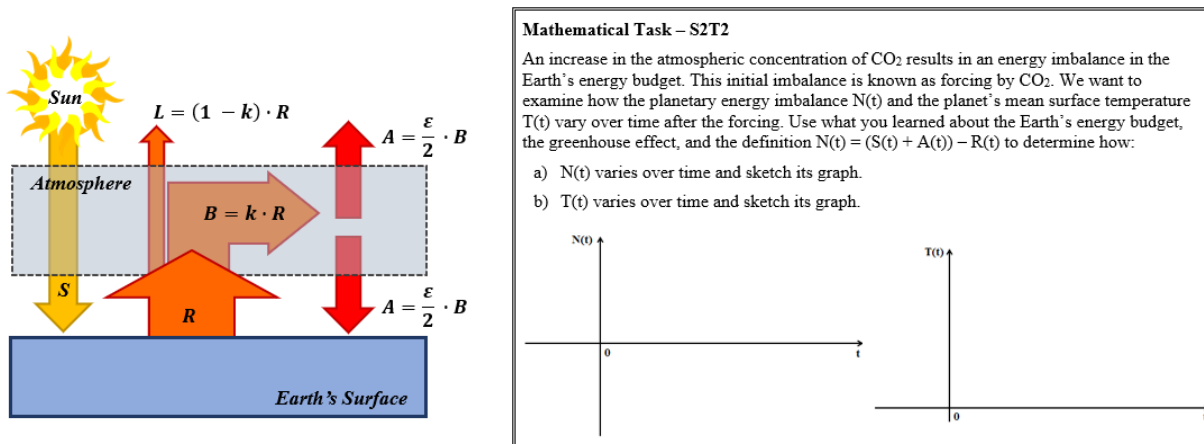 Sun
L = (1 − k) · R
A = ε/2 · B
Atmosphere
B = k · R
S
R
A = ε/2 · B
Earth's Surface
Mathematical Task – S2T2
An increase in the atmospheric concentration of CO₂ results in an energy imbalance in the
Earth's energy budget. This initial imbalance is known as forcing by CO₂. We want to
examine how the planetary energy imbalance N(t) and the planet's mean surface temperature
T(t) vary over time after the forcing. Use what you learned about the Earth's energy budget,
the greenhouse effect, and the definition N(t) = (S(t) + A(t)) – R(t) to determine how:
a) N(t) varies over time and sketch its graph.
b) T(t) varies over time and sketch its graph.
N(t)
0
t
T(t)
0